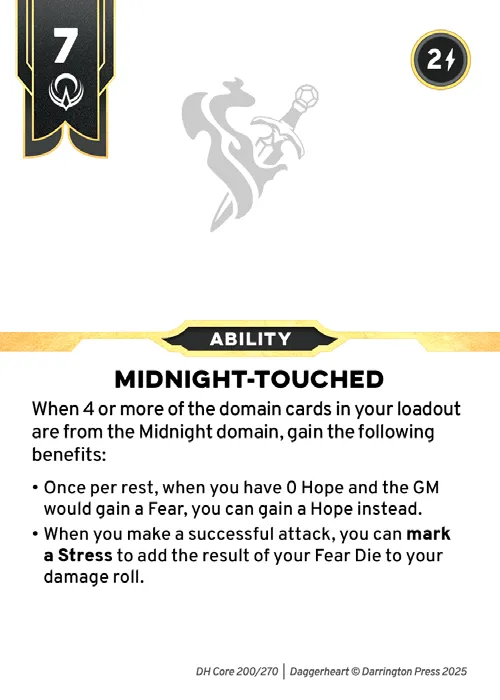 7
2
ABILITY
MIDNIGHT-TOUCHED
When 4 or more of the domain cards in your loadout
are from the Midnight domain, gain the following
benefits:
• Once per rest, when you have 0 Hope and the GM
would gain a Fear, you can gain a Hope instead.
• When you make a successful attack, you can mark
a Stress to add the result of your Fear Die to your
damage roll.
DH Core 200/270 | Daggerheart © Darrington Press 2025